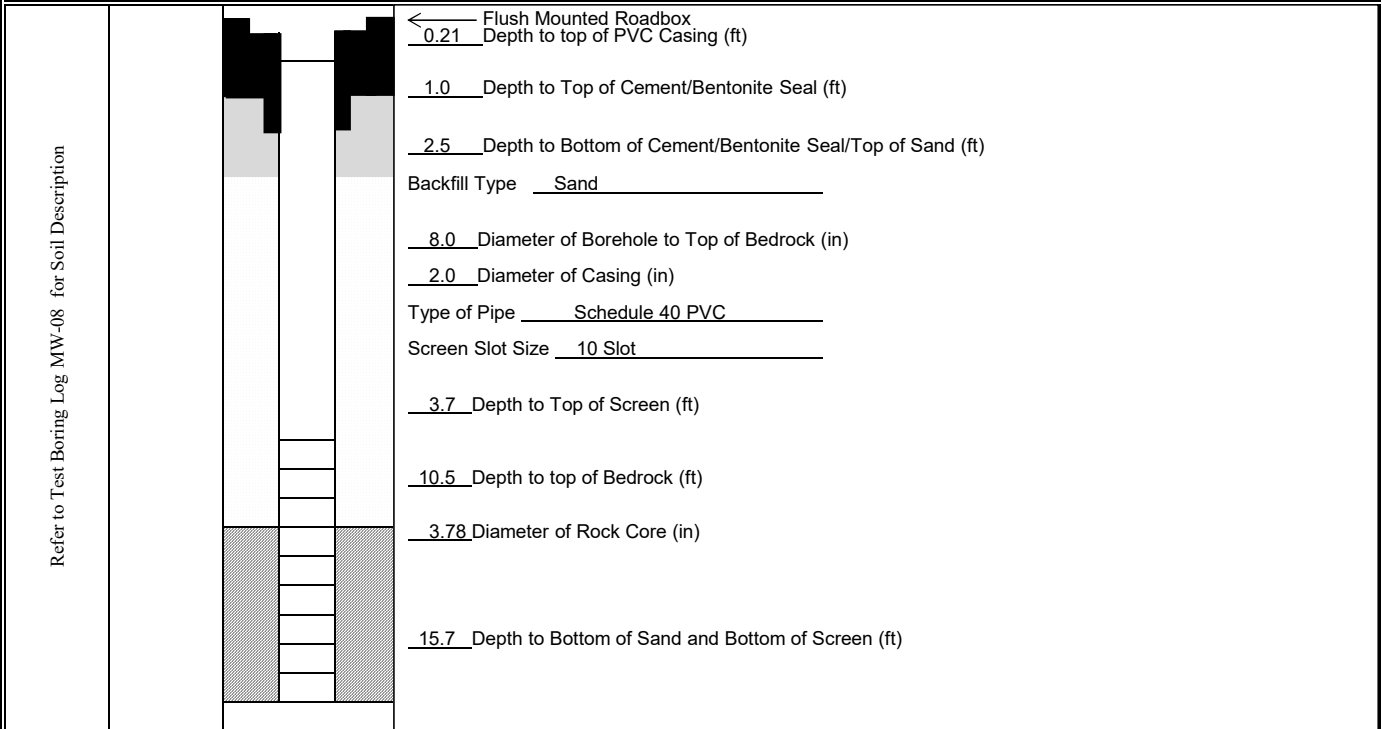 Refer to Test Boring Log MW-08 for Soil Description
Flush Mounted Roadbox
0.21 Depth to top of PVC Casing (ft)
1.0 Depth to Top of Cement/Bentonite Seal (ft)
2.5 Depth to Bottom of Cement/Bentonite Seal/Top of Sand (ft)
Backfill Type Sand
8.0 Diameter of Borehole to Top of Bedrock (in)
2.0 Diameter of Casing (in)
Type of Pipe Schedule 40 PVC
Screen Slot Size 10 Slot
3.7 Depth to Top of Screen (ft)
10.5 Depth to top of Bedrock (ft)
3.78 Diameter of Rock Core (in)
15.7 Depth to Bottom of Sand and Bottom of Screen (ft)